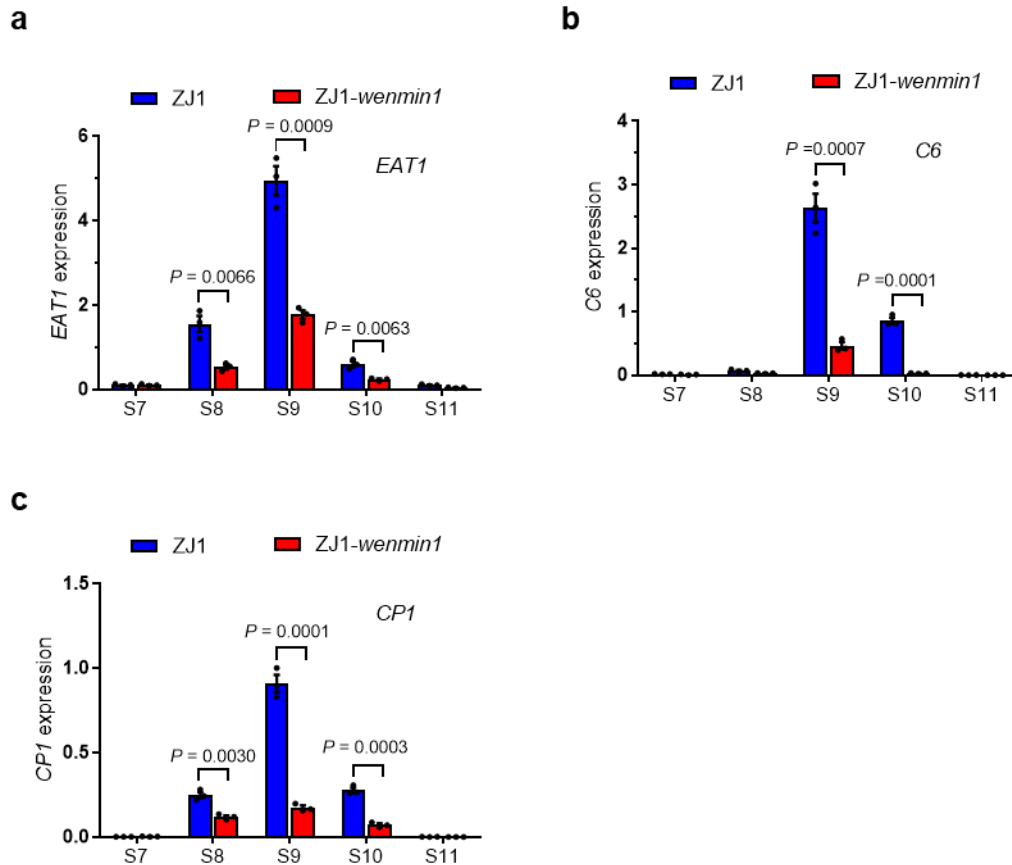 a
ZJ1 ZJ1-wenmin1
P = 0.0009
6
EAT1
4
EAT1 expression
P = 0.0066
2
P = 0.0063
0
S7 S8 S9 S10 S11
b
ZJ1 ZJ1-wenmin1
4
P =0.0007
C6
3
C6 expression
2
P =0.0001
1
0
S7 S8 S9 S10 S11
c
ZJ1 ZJ1-wenmin1
1.5
CP1
P = 0.0001
1.0
CP1 expression
P = 0.0003
P = 0.0030
0.5
0.0
S7 S8 S9 S10 S11